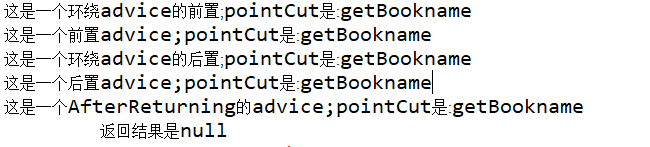 这是一个环绕advice的前置;pointCut是:getBookname
这是一个前置advice;pointCut是:getBookname
这是一个环绕advice的后置;pointCut是:getBookname
这是一个后置advice;pointCut是:getBookname
这是一个AfterReturning的advice;pointCut是:getBookname
返回结果是null